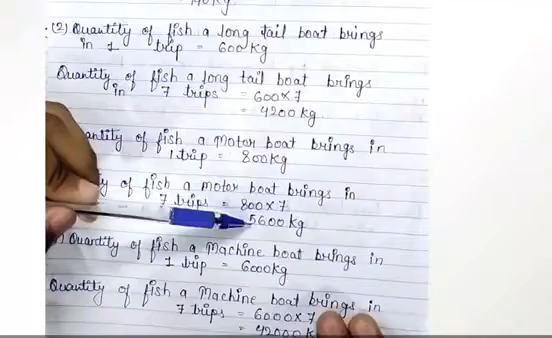 (2) Quantity of fish a long tail boat brings
in 1 trip = 600 kg
Quantity of fish a long tail boat brings
in 7 trips = 600×7
= 4200 kg
of fish a Motor boat brings in
1 trip = 800 kg
of fish a motor boat brings in
7 trips = 800×7
5600 kg
Quantity of fish a Machine boat brings in
1 trip = 6000kg
Quantity of fish a Machine boat brings in
7 trips = 6000×7
= 42000